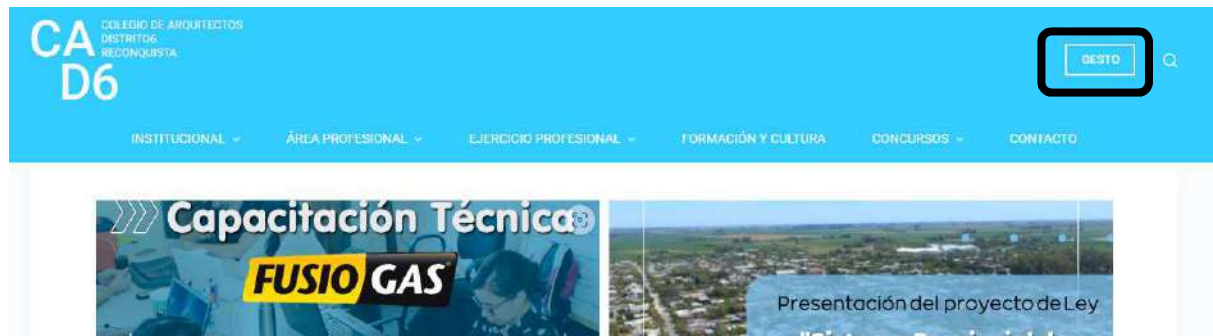 CA
D6
COLEGIO DE ARQUITECTOS
DISTRITO6
RECONQUISTA
GESTO
INSTITUCIONAL
ÁREA PROFESIONAL
EJERCICIO PROFESIONAL
FORMACIÓN Y CULTURA
CONCURSOS
CONTACTO
Capacitación Técnica
FUSIO GAS
Presentación del proyecto de Ley